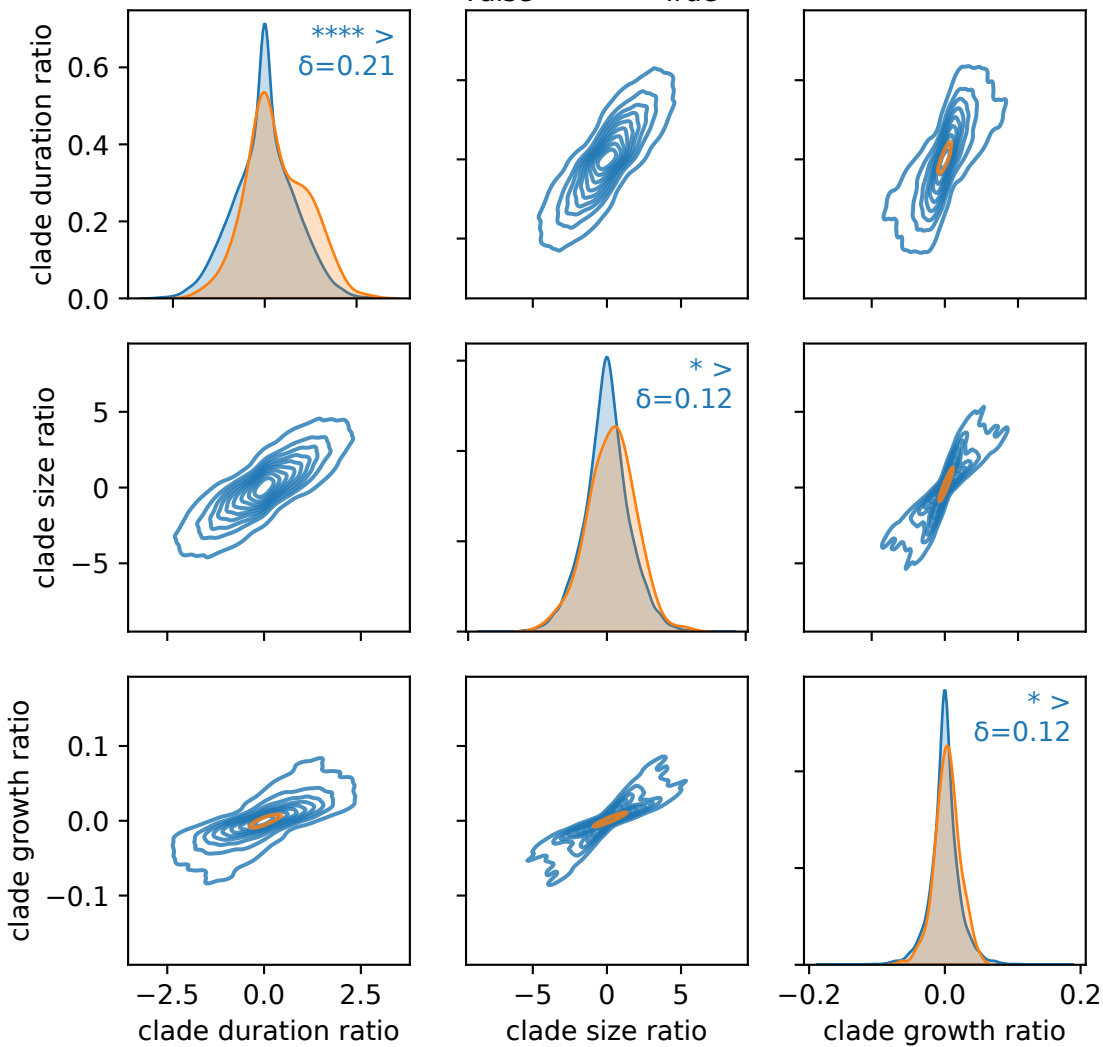 clade duration ratio
0.6
0.4
0.2
0.0
**** >
δ=0.21
clade size ratio
5
0
−5
* >
δ=0.12
clade growth ratio
0.1
0.0
−0.1
* >
δ=0.12
−2.5 0.0 2.5
−5 0 5
−0.2 0.0 0.2
clade duration ratio
clade size ratio
clade growth ratio